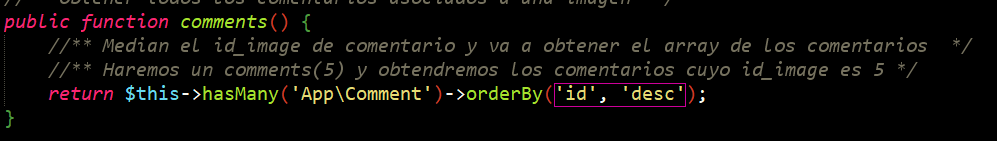 //** Obtener todos los comentarios asociados a una imagen */
public function comments() {
//** Median el id_image de comentario y va a obtener el array de los comentarios */
//** Haremos un comments(5) y obtendremos los comentarios cuyo id_image es 5 */
return $this->hasMany('App\Comment')->orderBy('id', 'desc');
}